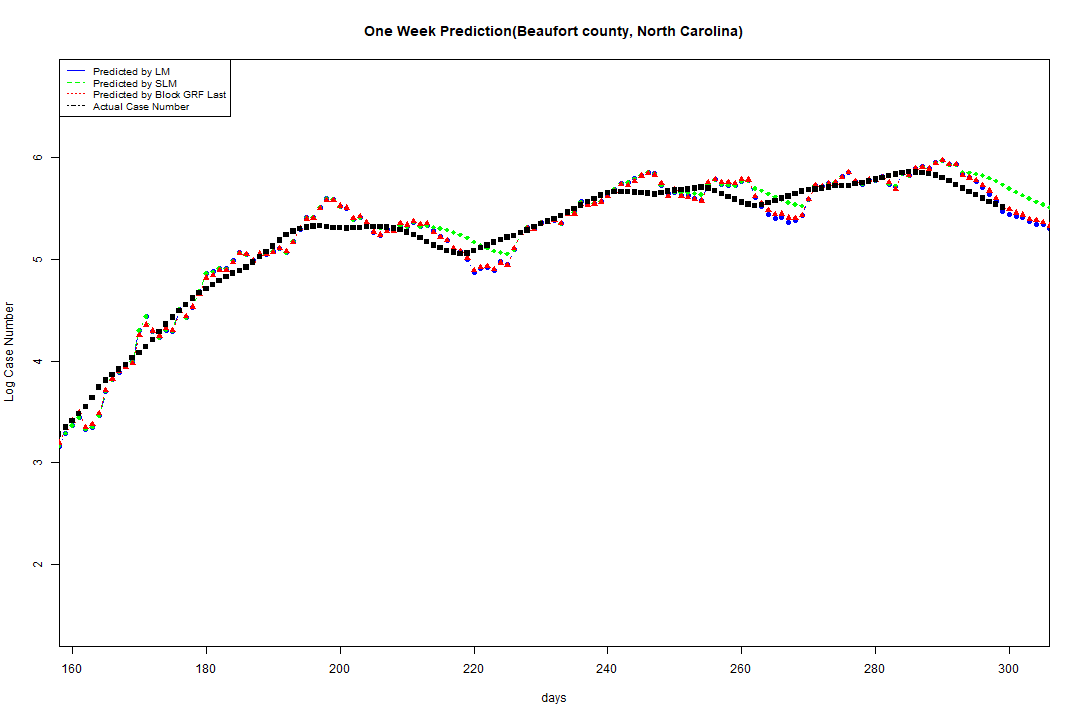 One Week Prediction(Beaufort county, North Carolina)
Predicted by LM
Predicted by SLM
Predicted by Block GRF Last
Actual Case Number
6
5
4
3
2
Log Case Number
160 180 200 220 240 260 280 300
days